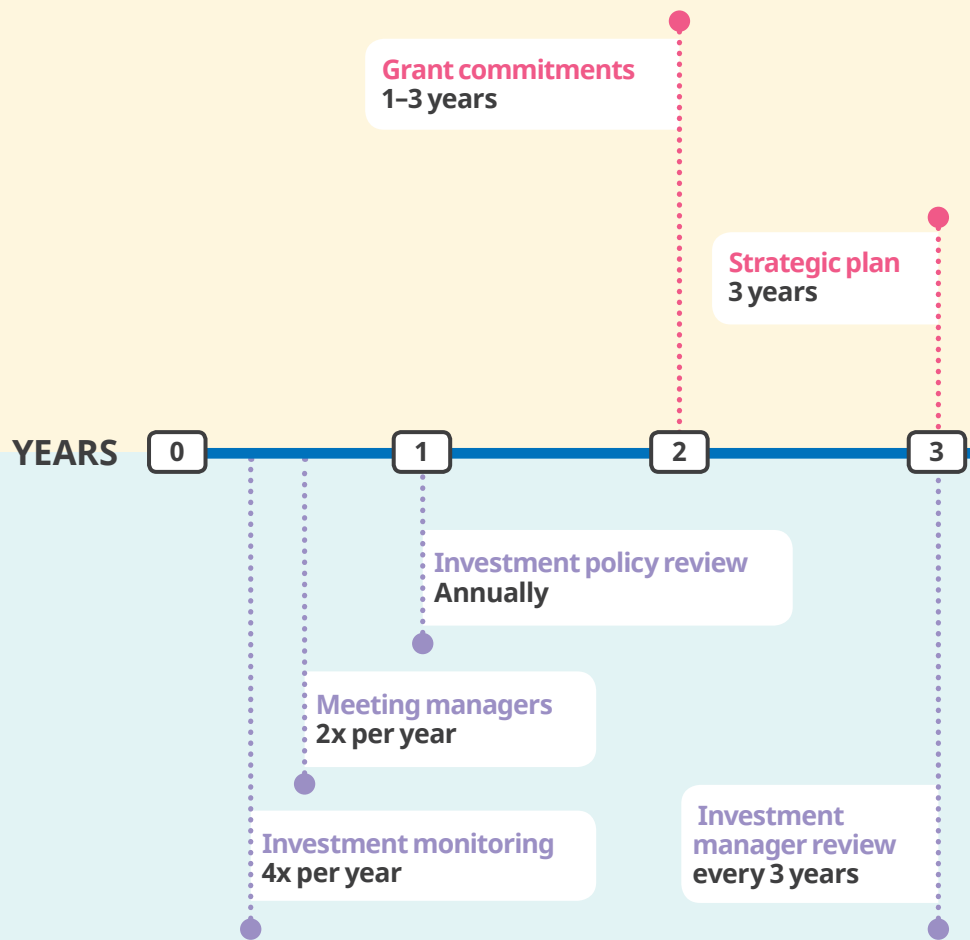 Grant commitments
1–3 years
Strategic plan
3 years
YEARS 0 1 2 3
Investment policy review
Annually
Meeting managers
2x per year
Investment monitoring
4x per year
Investment
manager review
every 3 years